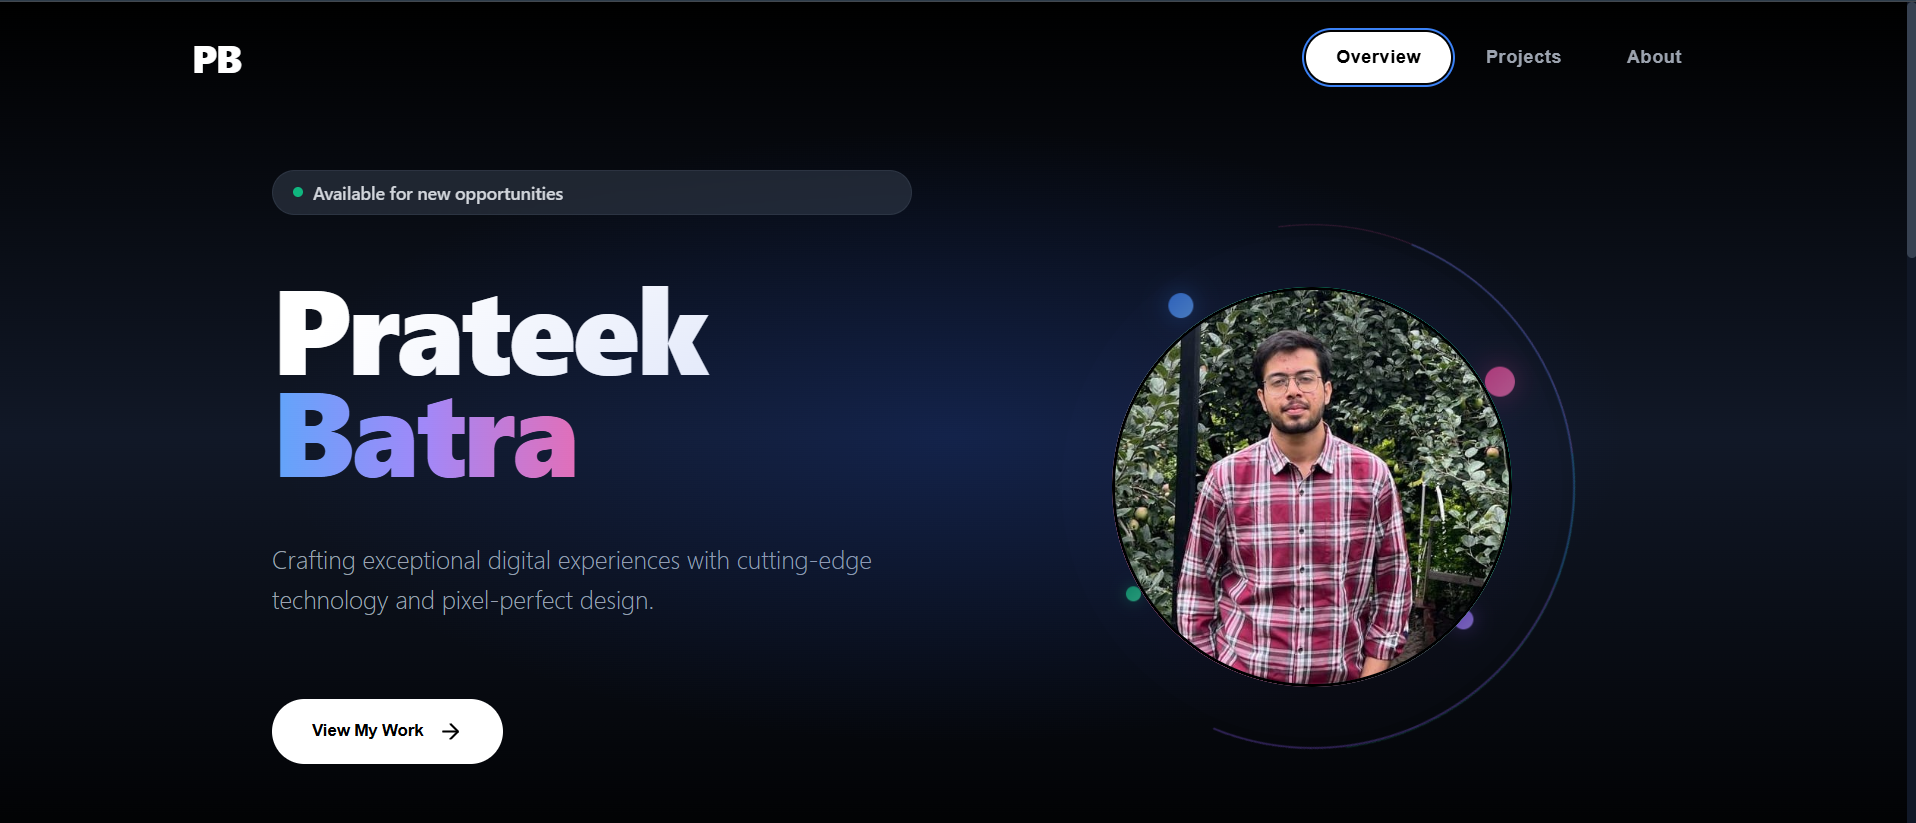 PB
Overview
Projects
About
Available for new opportunities
Prateek
Batra
Crafting exceptional digital experiences with cutting-edge
technology and pixel-perfect design.
View My Work